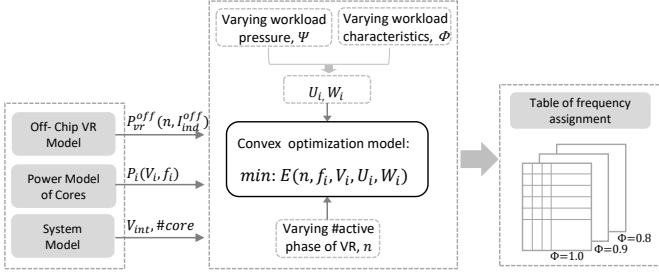 Varying workload
pressure, Ψ
Varying workload
characteristics, Φ
U_i, W_i
Off- Chip VR
Model
P_vr^off(n, I_ind^off)
Power Model
of Cores
P_i(V_i, f_i)
System
Model
V_int, #core
Convex optimization model:
min: E(n, f_i, V_i, U_i, W_i)
Varying #active
phase of VR, n
Table of frequency
assignment
Φ=0.8
Φ=0.9
Φ=1.0